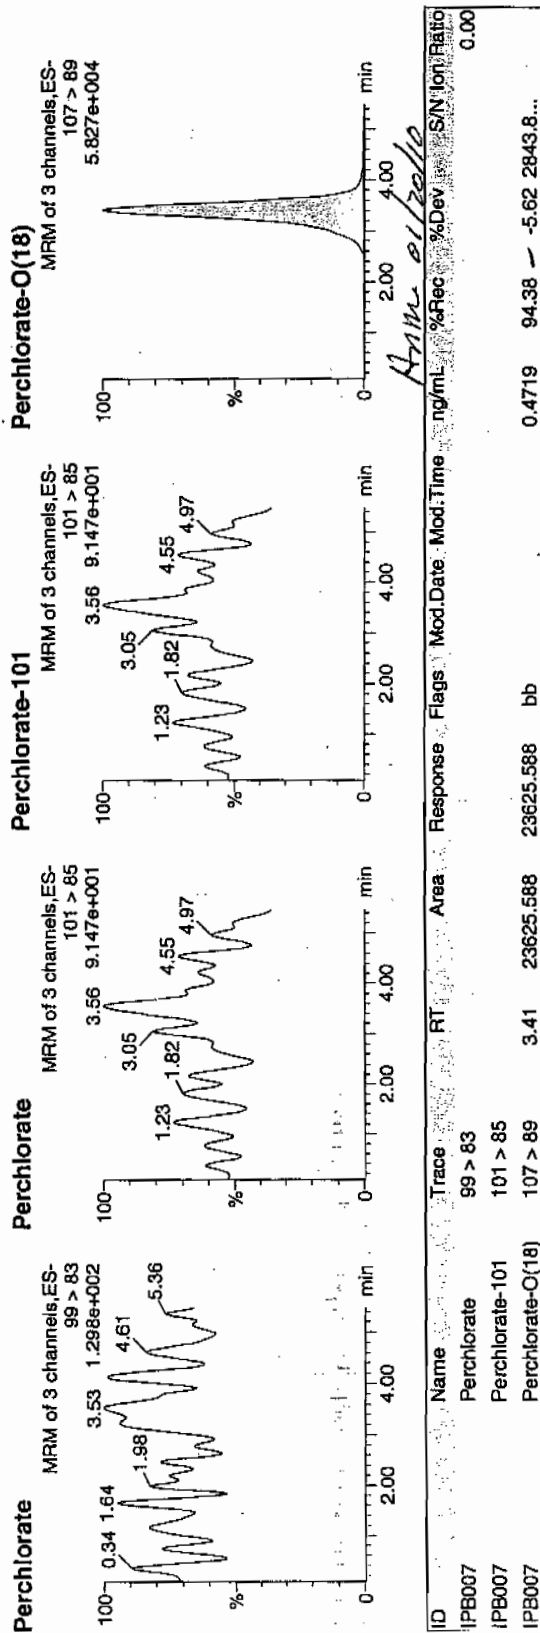 Perchlorate
MRM of 3 channels,ES-
99 > 83
1.298e+002
0.34
1.64
1.98
3.53
4.61
5.36
100
%
0
2.00
4.00
min
Perchlorate
MRM of 3 channels,ES-
101 > 85
9.147e+001
1.23
1.82
3.05
3.56
4.55
4.97
100
%
0
2.00
4.00
min
Perchlorate-101
MRM of 3 channels,ES-
101 > 85
9.147e+001
1.23
1.82
3.05
3.56
4.55
4.97
100
%
0
2.00
4.00
min
Perchlorate-O(18)
MRM of 3 channels,ES-
107 > 89
5.827e+004
100
%
0
2.00
4.00
min
01/20/10
ID Name Trace RT Area Response Flags Mod.Date Mod.Time ng/mL %Rec %Dev S/N Ion Ratio
IPB007 Perchlorate 99 > 83 0.00
IPB007 Perchlorate-101 101 > 85
IPB007 Perchlorate-O(18) 107 > 89 3.41 23625.588 23625.588 bb 0.4719 94.38 -5.62 2843.8...